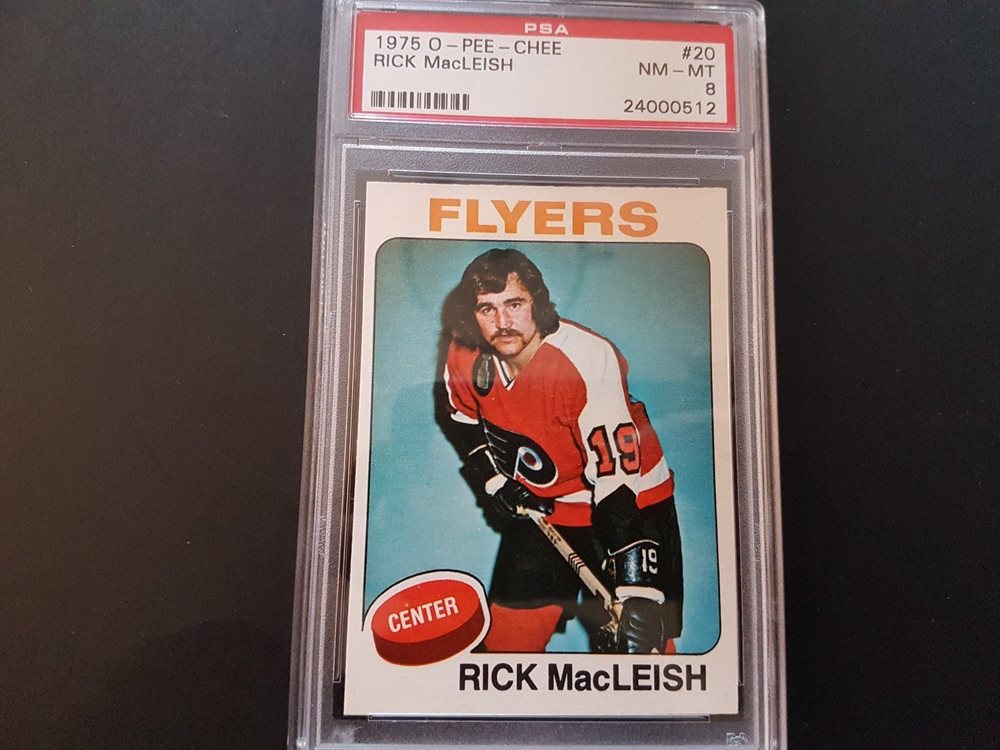 PSA
1975 O-PEE-CHEE #20
RICK MacLEISH NM-MT
8
24000512
FLYERS
19
19
CENTER
RICK MacLEISH